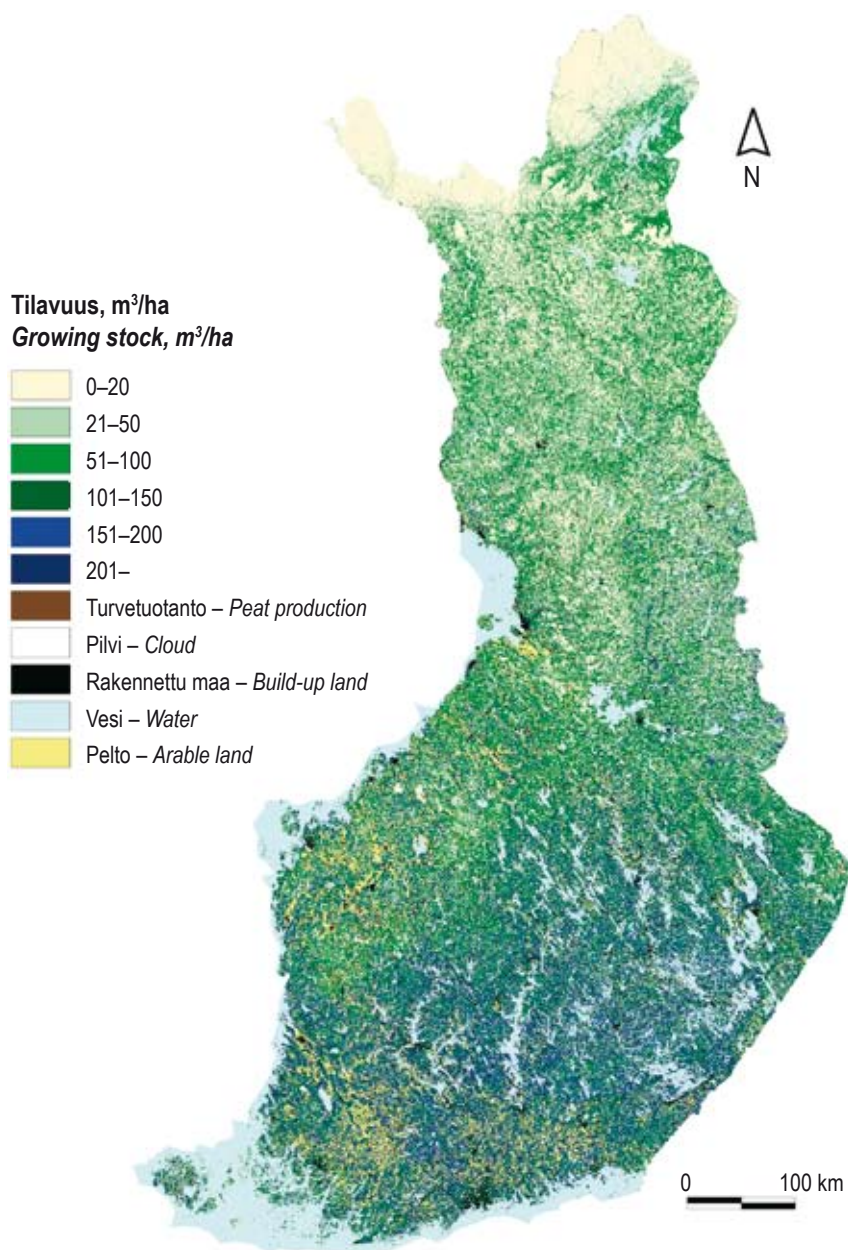 N
Tilavuus, m³/ha
Growing stock, m³/ha
0–20
21–50
51–100
101–150
151–200
201–
Turvetuotanto – Peat production
Pilvi – Cloud
Rakennettu maa – Build-up land
Vesi – Water
Pelto – Arable land
0 100 km